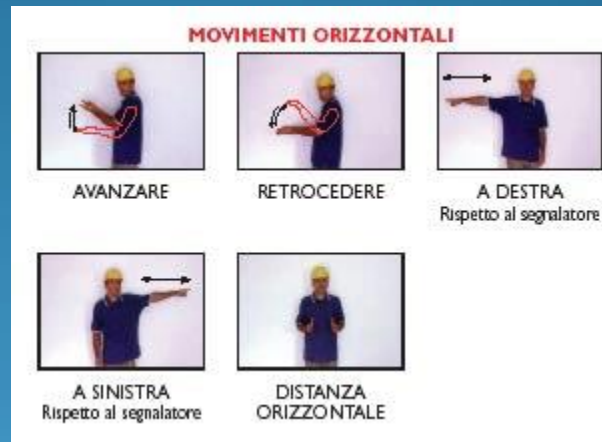 MOVIMENTI ORIZZONTALI
AVANZARE
RETROCEDERE
A DESTRA
Rispetto al segnalatore
A SINISTRA
Rispetto al segnalatore
DISTANZA
ORIZZONTALE